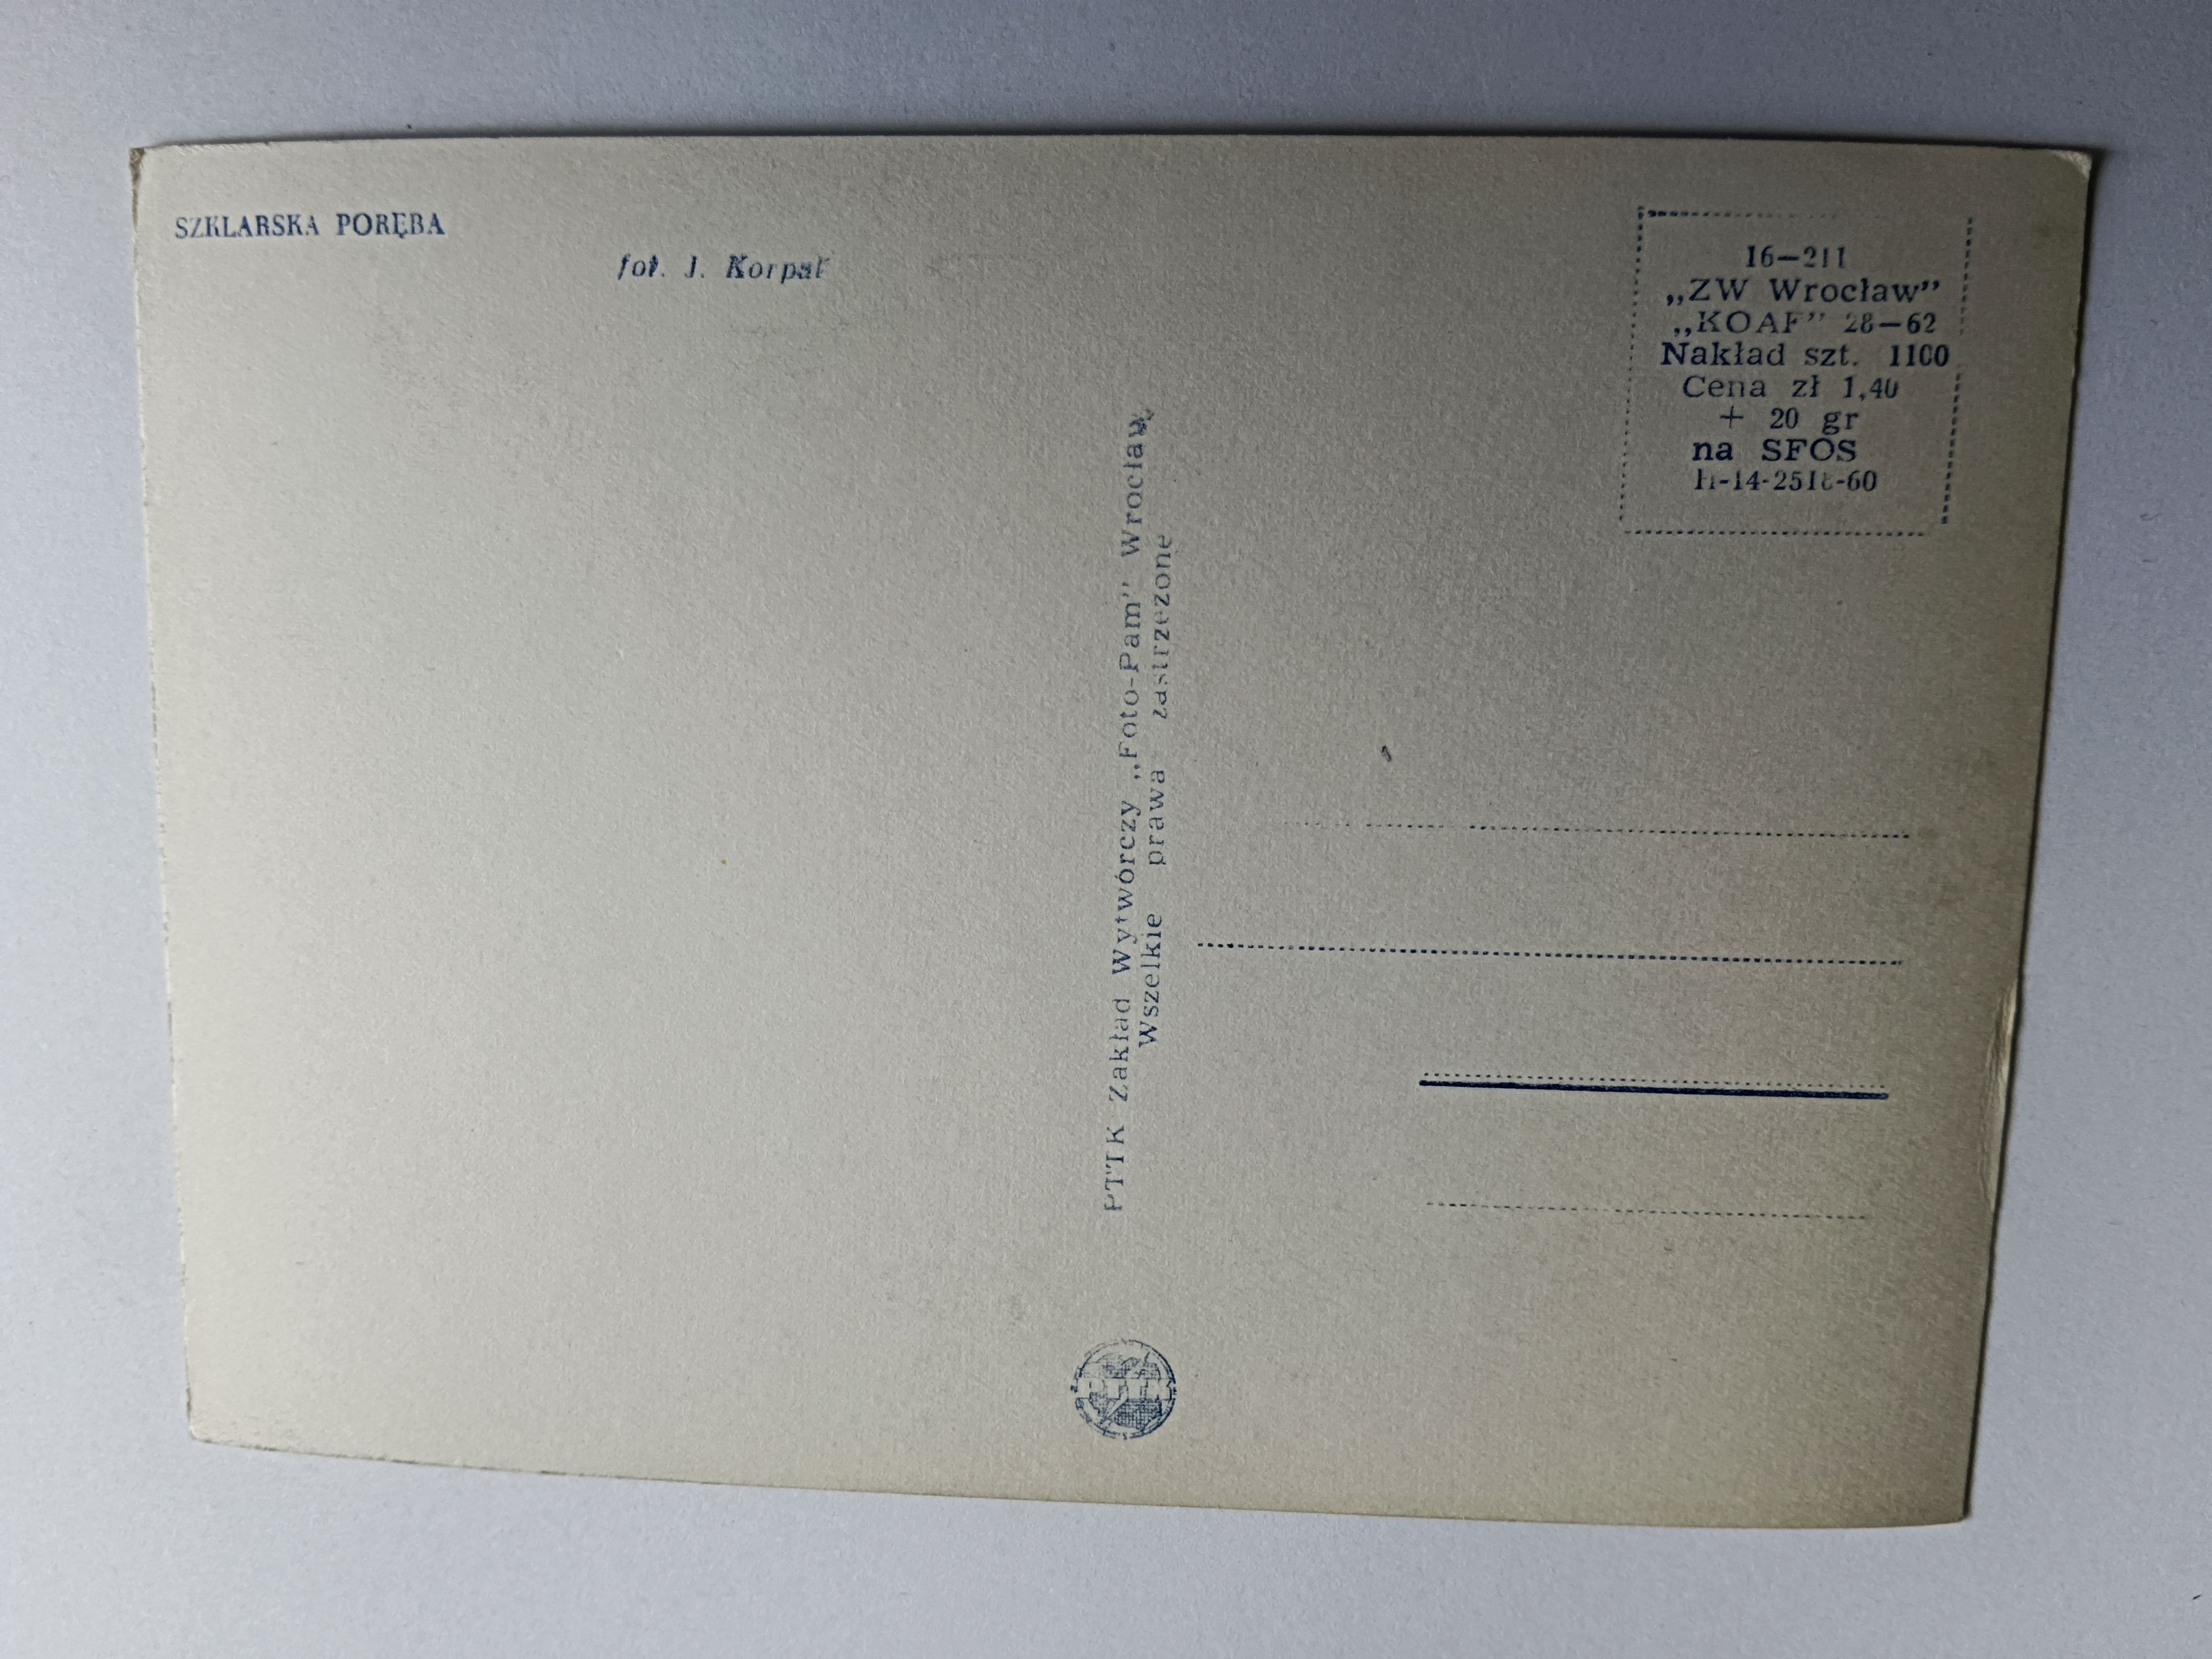 SZKLARSKA PORĘBA
fot. J. Korpal
16—211
„ZW Wrocław”
„KOAF” 28—62
Nakład szt. 1100
Cena zł 1,40
+ 20 gr
na SFOS
PTTK Zakład Wytwórczy „Foto-Pam” Wrocław
Wszelkie prawa zastrzeżone
PTTK